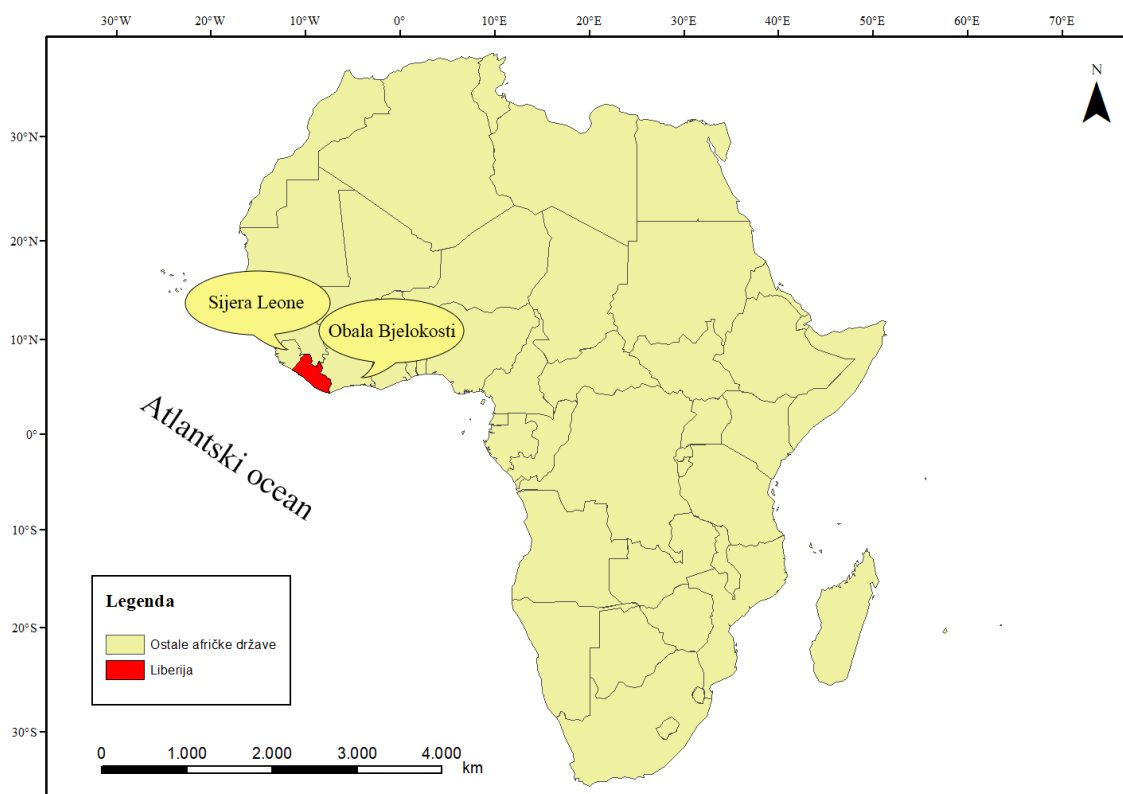 30°W 20°W 10°W 0° 10°E 20°E 30°E 40°E 50°E 60°E 70°E
N
30°N
20°N
Sijera Leone
10°N
Obala Bjelokosti
Atlantski ocean
0°
10°S
20°S
30°S
Legenda
Ostale afričke države
Liberija
0 1.000 2.000 3.000 4.000
km